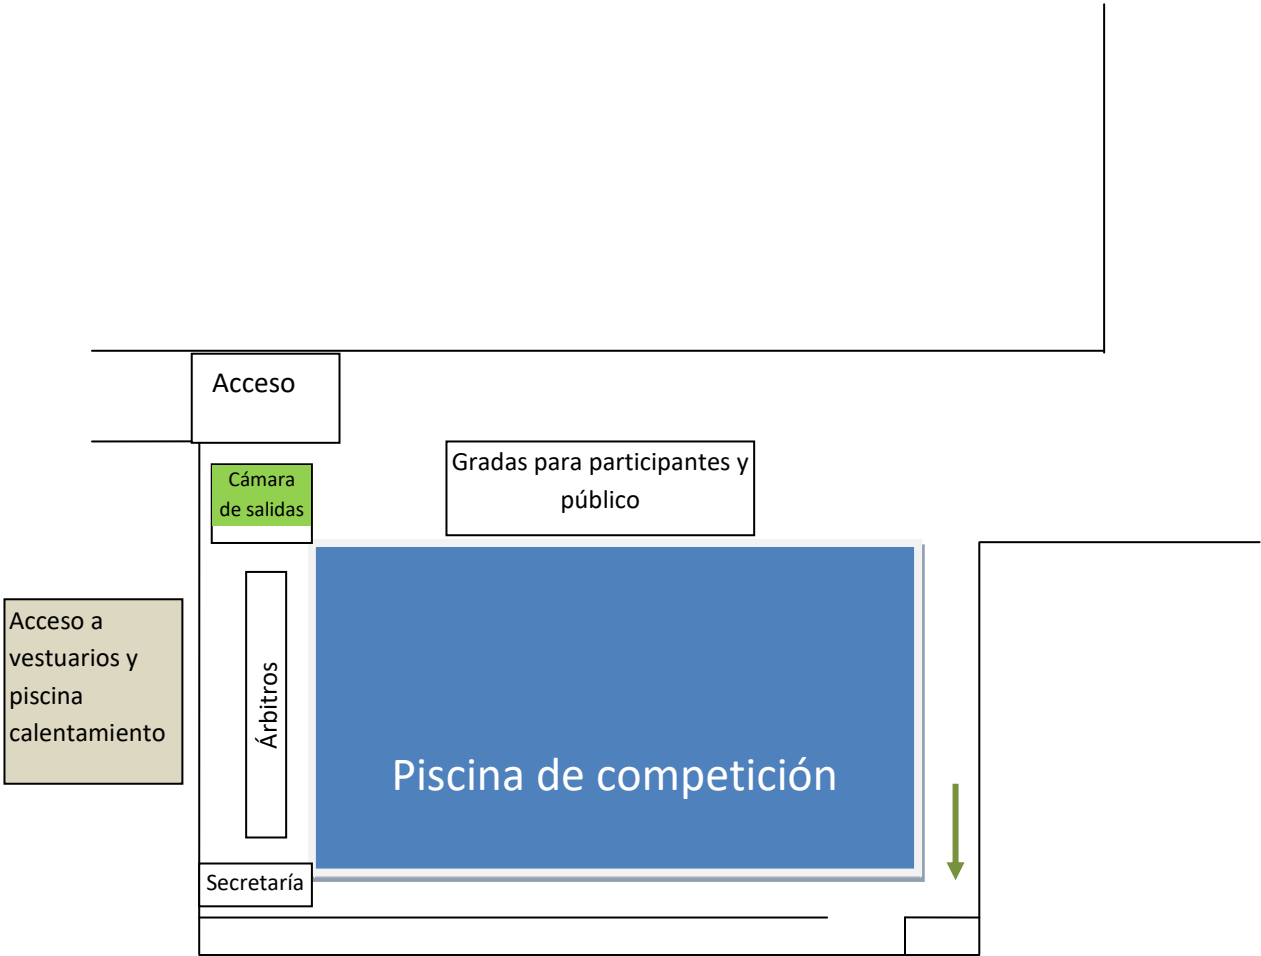 Acceso
Gradas para participantes y
público
Cámara
de salidas
Acceso a
vestuarios y
piscina
calentamiento
Árbitros
Piscina de competición
Secretaría